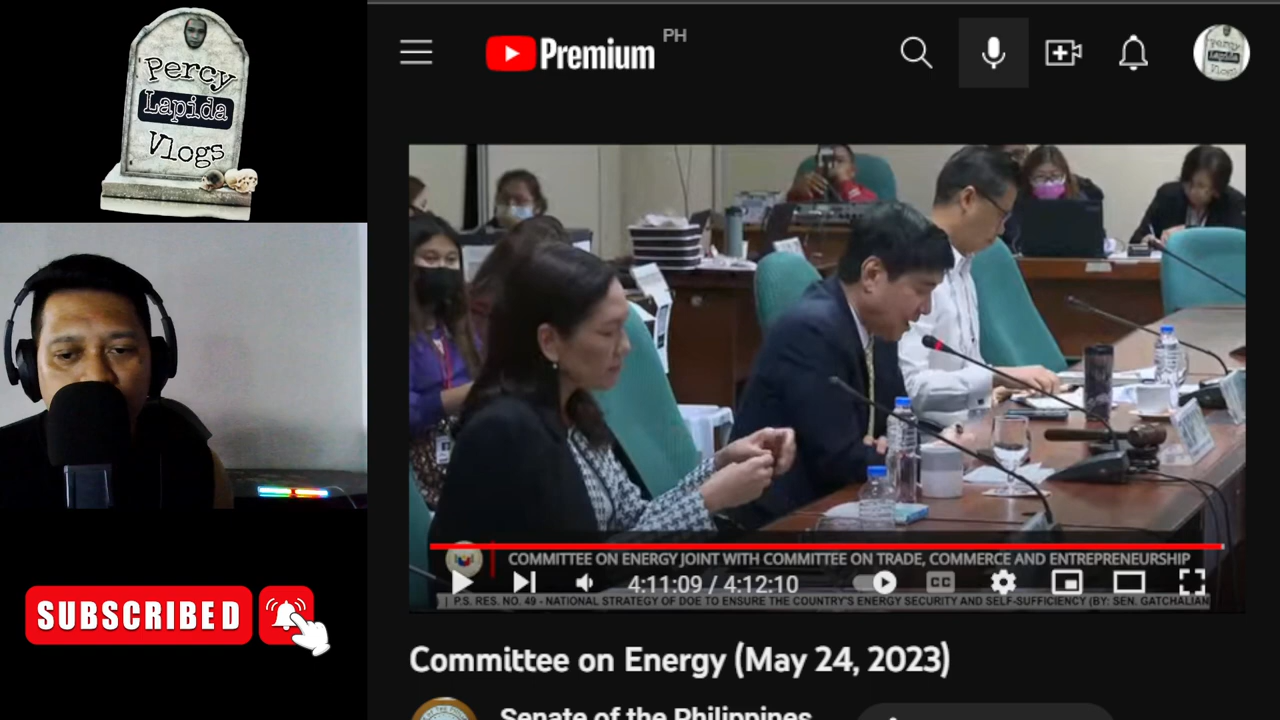 Percy
Lapida
Vlogs
SUBSCRIBED
Premium PH
COMMITTEE ON ENERGY JOINT WITH COMMITTEE ON TRADE, COMMERCE AND ENTREPRENEURSHIP
4:11:09 / 4:12:10
CC
| P.S. RES. NO. 49 - NATIONAL STRATEGY OF DOE TO ENSURE THE COUNTRY'S ENERGY SECURITY AND SELF-SUFFICIENCY (BY: SEN. GATCHALIAN
Committee on Energy (May 24, 2023)
Senate of the Philippines